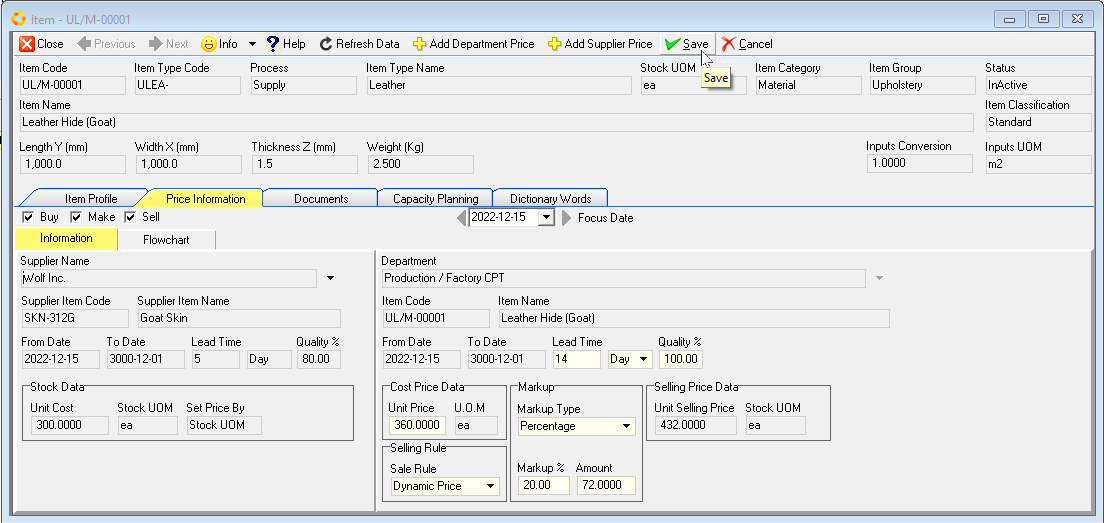 Item - UL/M-00001
Close Previous Next Info Help Refresh Data Add Department Price Add Supplier Price Save Cancel
Save
Item Code Item Type Code Process Item Type Name Stock UOM Item Category Item Group Status
UL/M-00001 ULEA- Supply Leather ea Material Upholstery InActive
Item Name Item Classification
Leather Hide (Goat) Standard
Length Y (mm) Width X (mm) Thickness Z (mm) Weight (Kg) Inputs Conversion Inputs UOM
1,000.0 1,000.0 1.5 2.500 1.0000 m2
Item Profile Price Information Documents Capacity Planning Dictionary Words
Buy Make Sell 2022-12-15 Focus Date
Information Flowchart
Supplier Name
iWolf Inc.
Supplier Item Code Supplier Item Name
SKN-312G Goat Skin
From Date To Date Lead Time Quality %
2022-12-15 3000-12-01 5 Day 80.00
Stock Data
Unit Cost Stock UOM Set Price By
300.0000 ea Stock UOM
Department
Production / Factory CPT
Item Code Item Name
UL/M-00001 Leather Hide (Goat)
From Date To Date Lead Time Quality %
2022-12-15 3000-12-01 14 Day 100.00
Cost Price Data
Unit Price U.O.M
360.0000 ea
Selling Rule
Sale Rule
Dynamic Price
Markup
Markup Type
Percentage
Markup % Amount
20.00 72.0000
Selling Price Data
Unit Selling Price Stock UOM
432.0000 ea